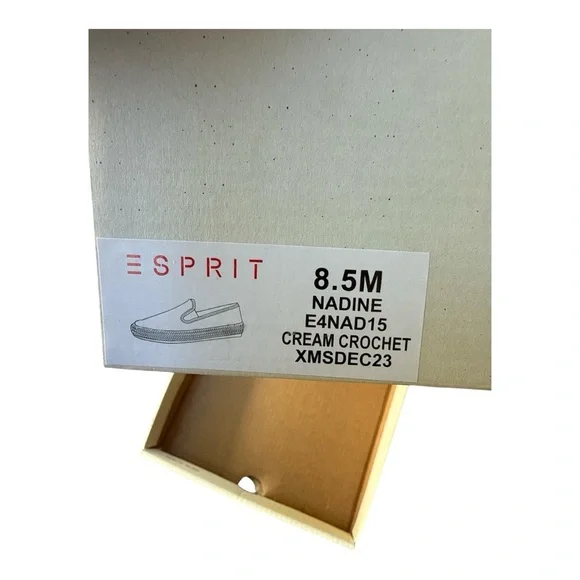 ESPRIT
8.5M
NADINE
E4NAD15
CREAM CROCHET
XMSDEC23